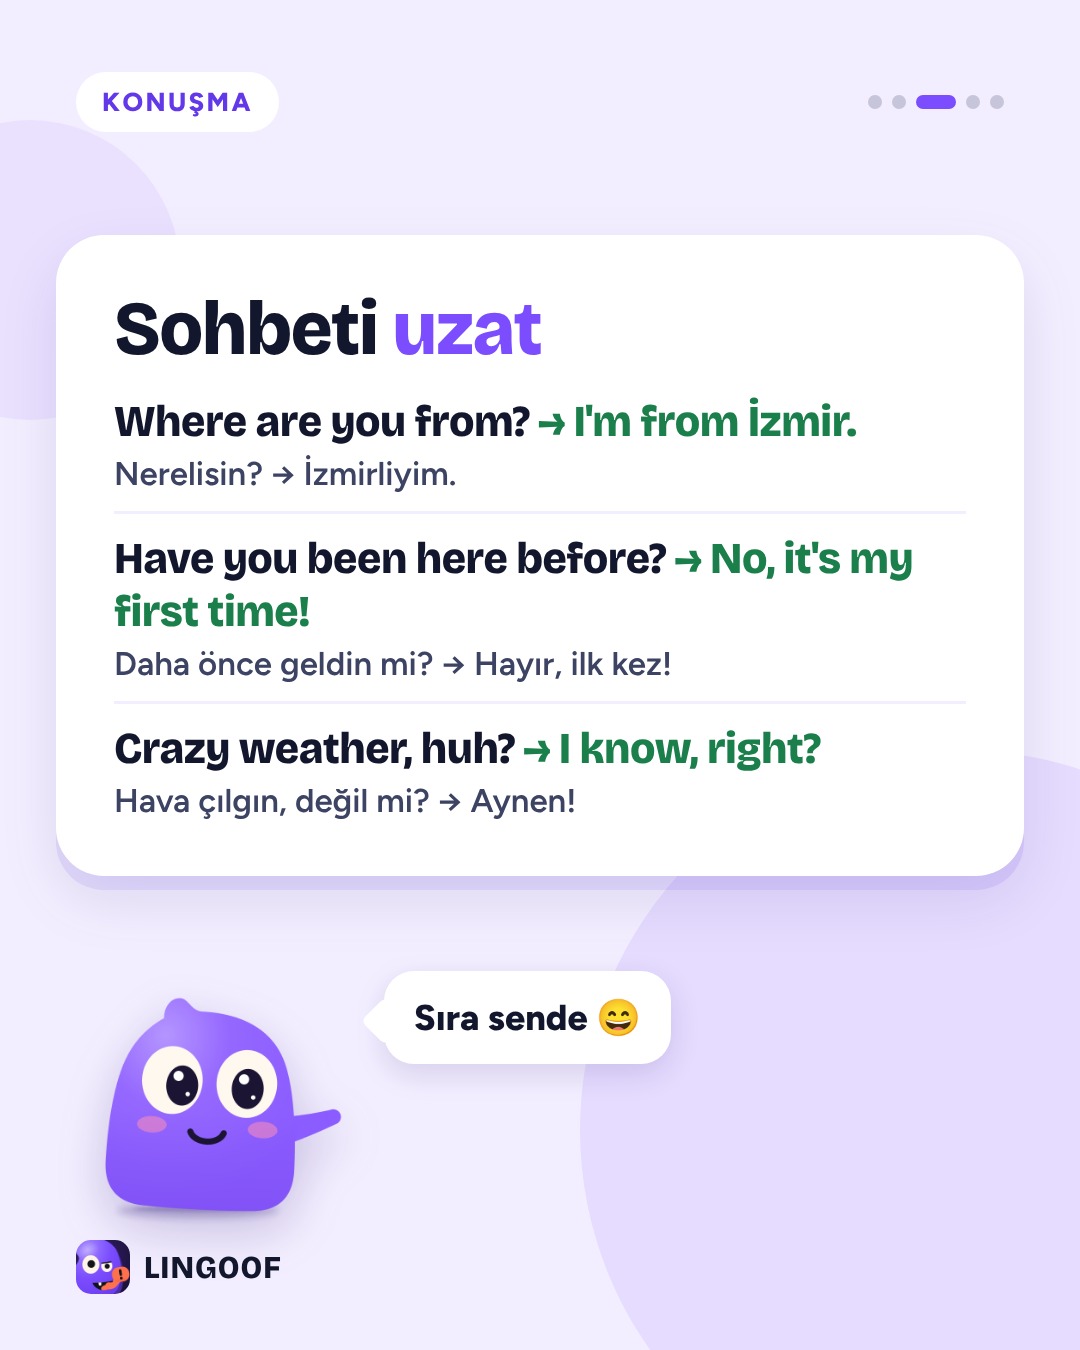 KONUŞMA
Sohbeti uzat
Where are you from? → I'm from İzmir.
Nerelisin? → İzmirliyim.
Have you been here before? → No, it's my
first time!
Daha önce geldin mi? → Hayır, ilk kez!
Crazy weather, huh? → I know, right?
Hava çılgın, değil mi? → Aynen!
Sıra sende 😄
LINGOOF